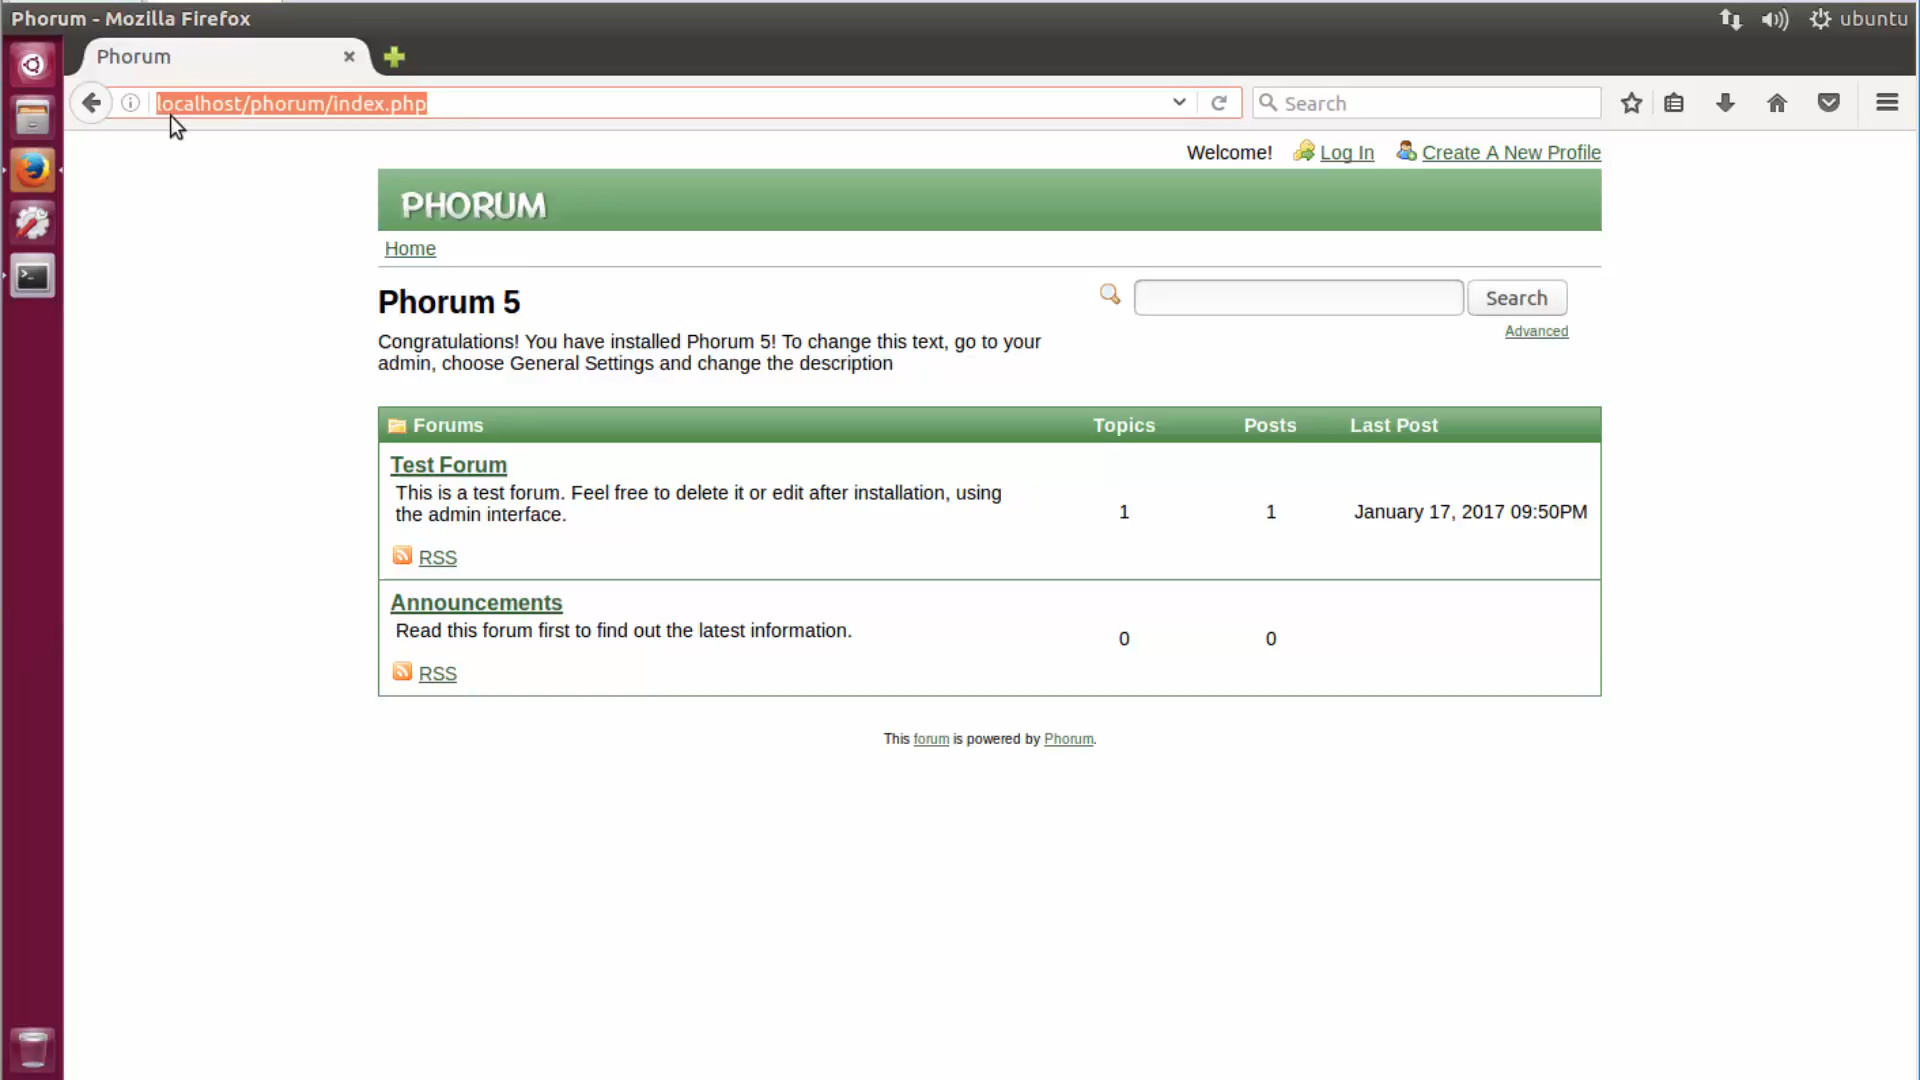 Phorum - Mozilla Firefox
ubuntu
Phorum
localhost/phorum/index.php
Search
Welcome! Log In Create A New Profile
PHORUM
Home
Phorum 5
Search
Advanced
Congratulations! You have installed Phorum 5! To change this text, go to your
admin, choose General Settings and change the description
Forums Topics Posts Last Post
Test Forum
This is a test forum. Feel free to delete it or edit after installation, using
the admin interface.
1 1 January 17, 2017 09:50PM
RSS
Announcements
Read this forum first to find out the latest information.
0 0
RSS
This forum is powered by Phorum.